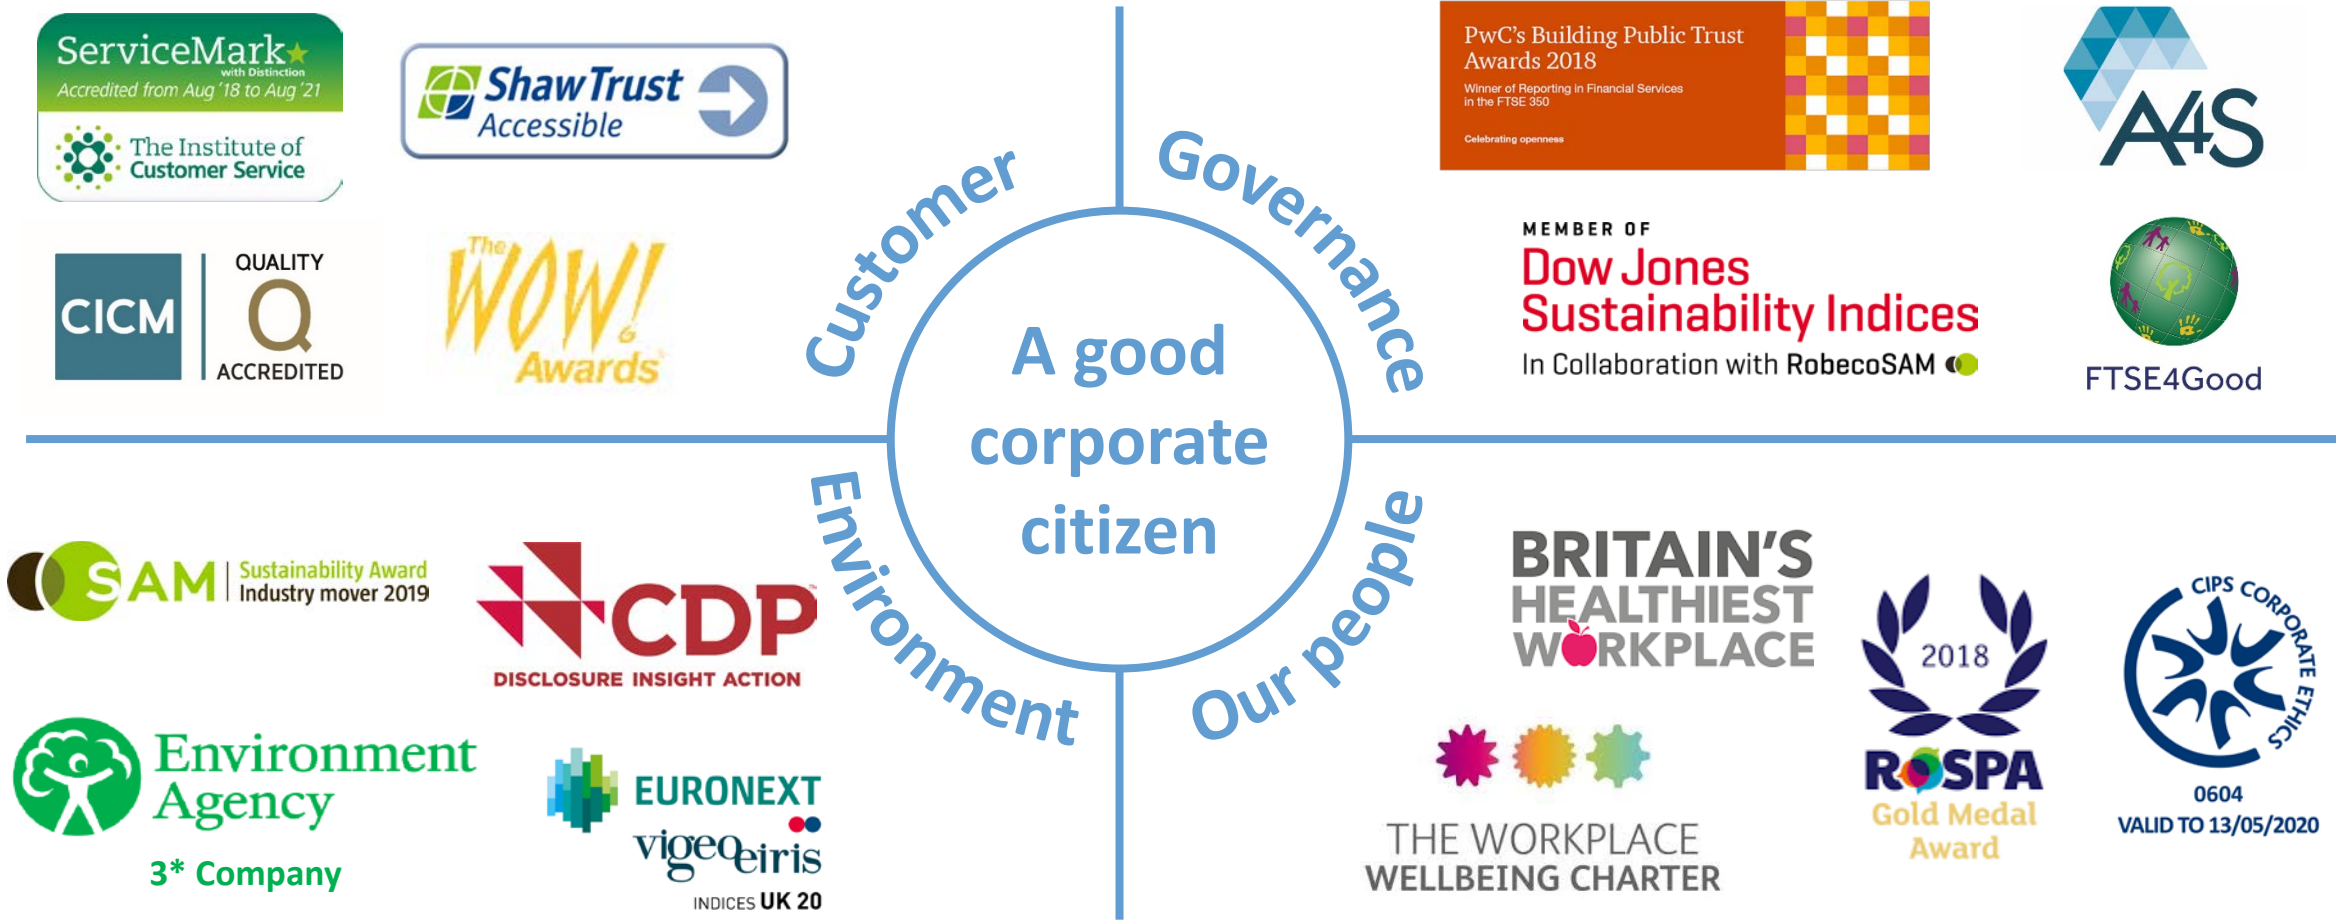 ServiceMark
with Distinction
Accredited from Aug '18 to Aug '21
The Institute of
Customer Service
Shaw Trust
Accessible
CICM
QUALITY
Q
ACCREDITED
The
WOW!
Awards
Customer
Governance
PwC's Building Public Trust
Awards 2018
Winner of Reporting in Financial Services
in the FTSE 350
Celebrating openness
A4S
MEMBER OF
Dow Jones
Sustainability Indices
In Collaboration with RobecoSAM
FTSE4Good
A good
corporate
citizen
Environment
SAM
Sustainability Award
Industry mover 2019
CDP
DISCLOSURE INSIGHT ACTION
Environment
Agency
3* Company
EURONEXT
vigeoeiris
INDICES UK 20
Our people
BRITAIN'S
HEALTHIEST
WORKPLACE
THE WORKPLACE
WELLBEING CHARTER
2018
RoSPA
Gold Medal
Award
CIPS CORPORATE ETHICS
0604
VALID TO 13/05/2020